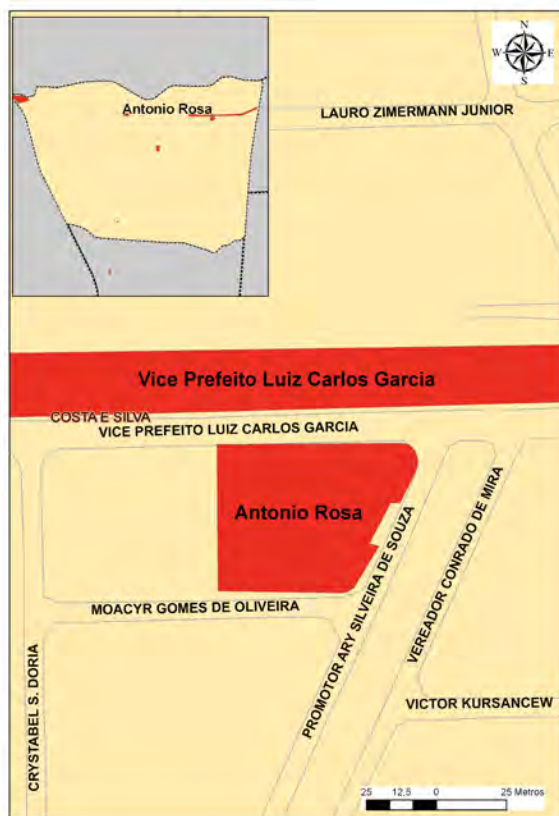 N
W E
S
Antonio Rosa
LAURO ZIMERMANN JUNIOR
Vice Prefeito Luiz Carlos Garcia
COSTA E SILVA
VICE PREFEITO LUIZ CARLOS GARCIA
Antonio Rosa
PROMOTOR ARY SILVEIRA DE SOUZA
VEREADOR CONRADO DE MIRA
MOACYR GOMES DE OLIVEIRA
CRYSTABEL S. DORIA
VICTOR KURSANCEW
25 12,5 0 25 Metros